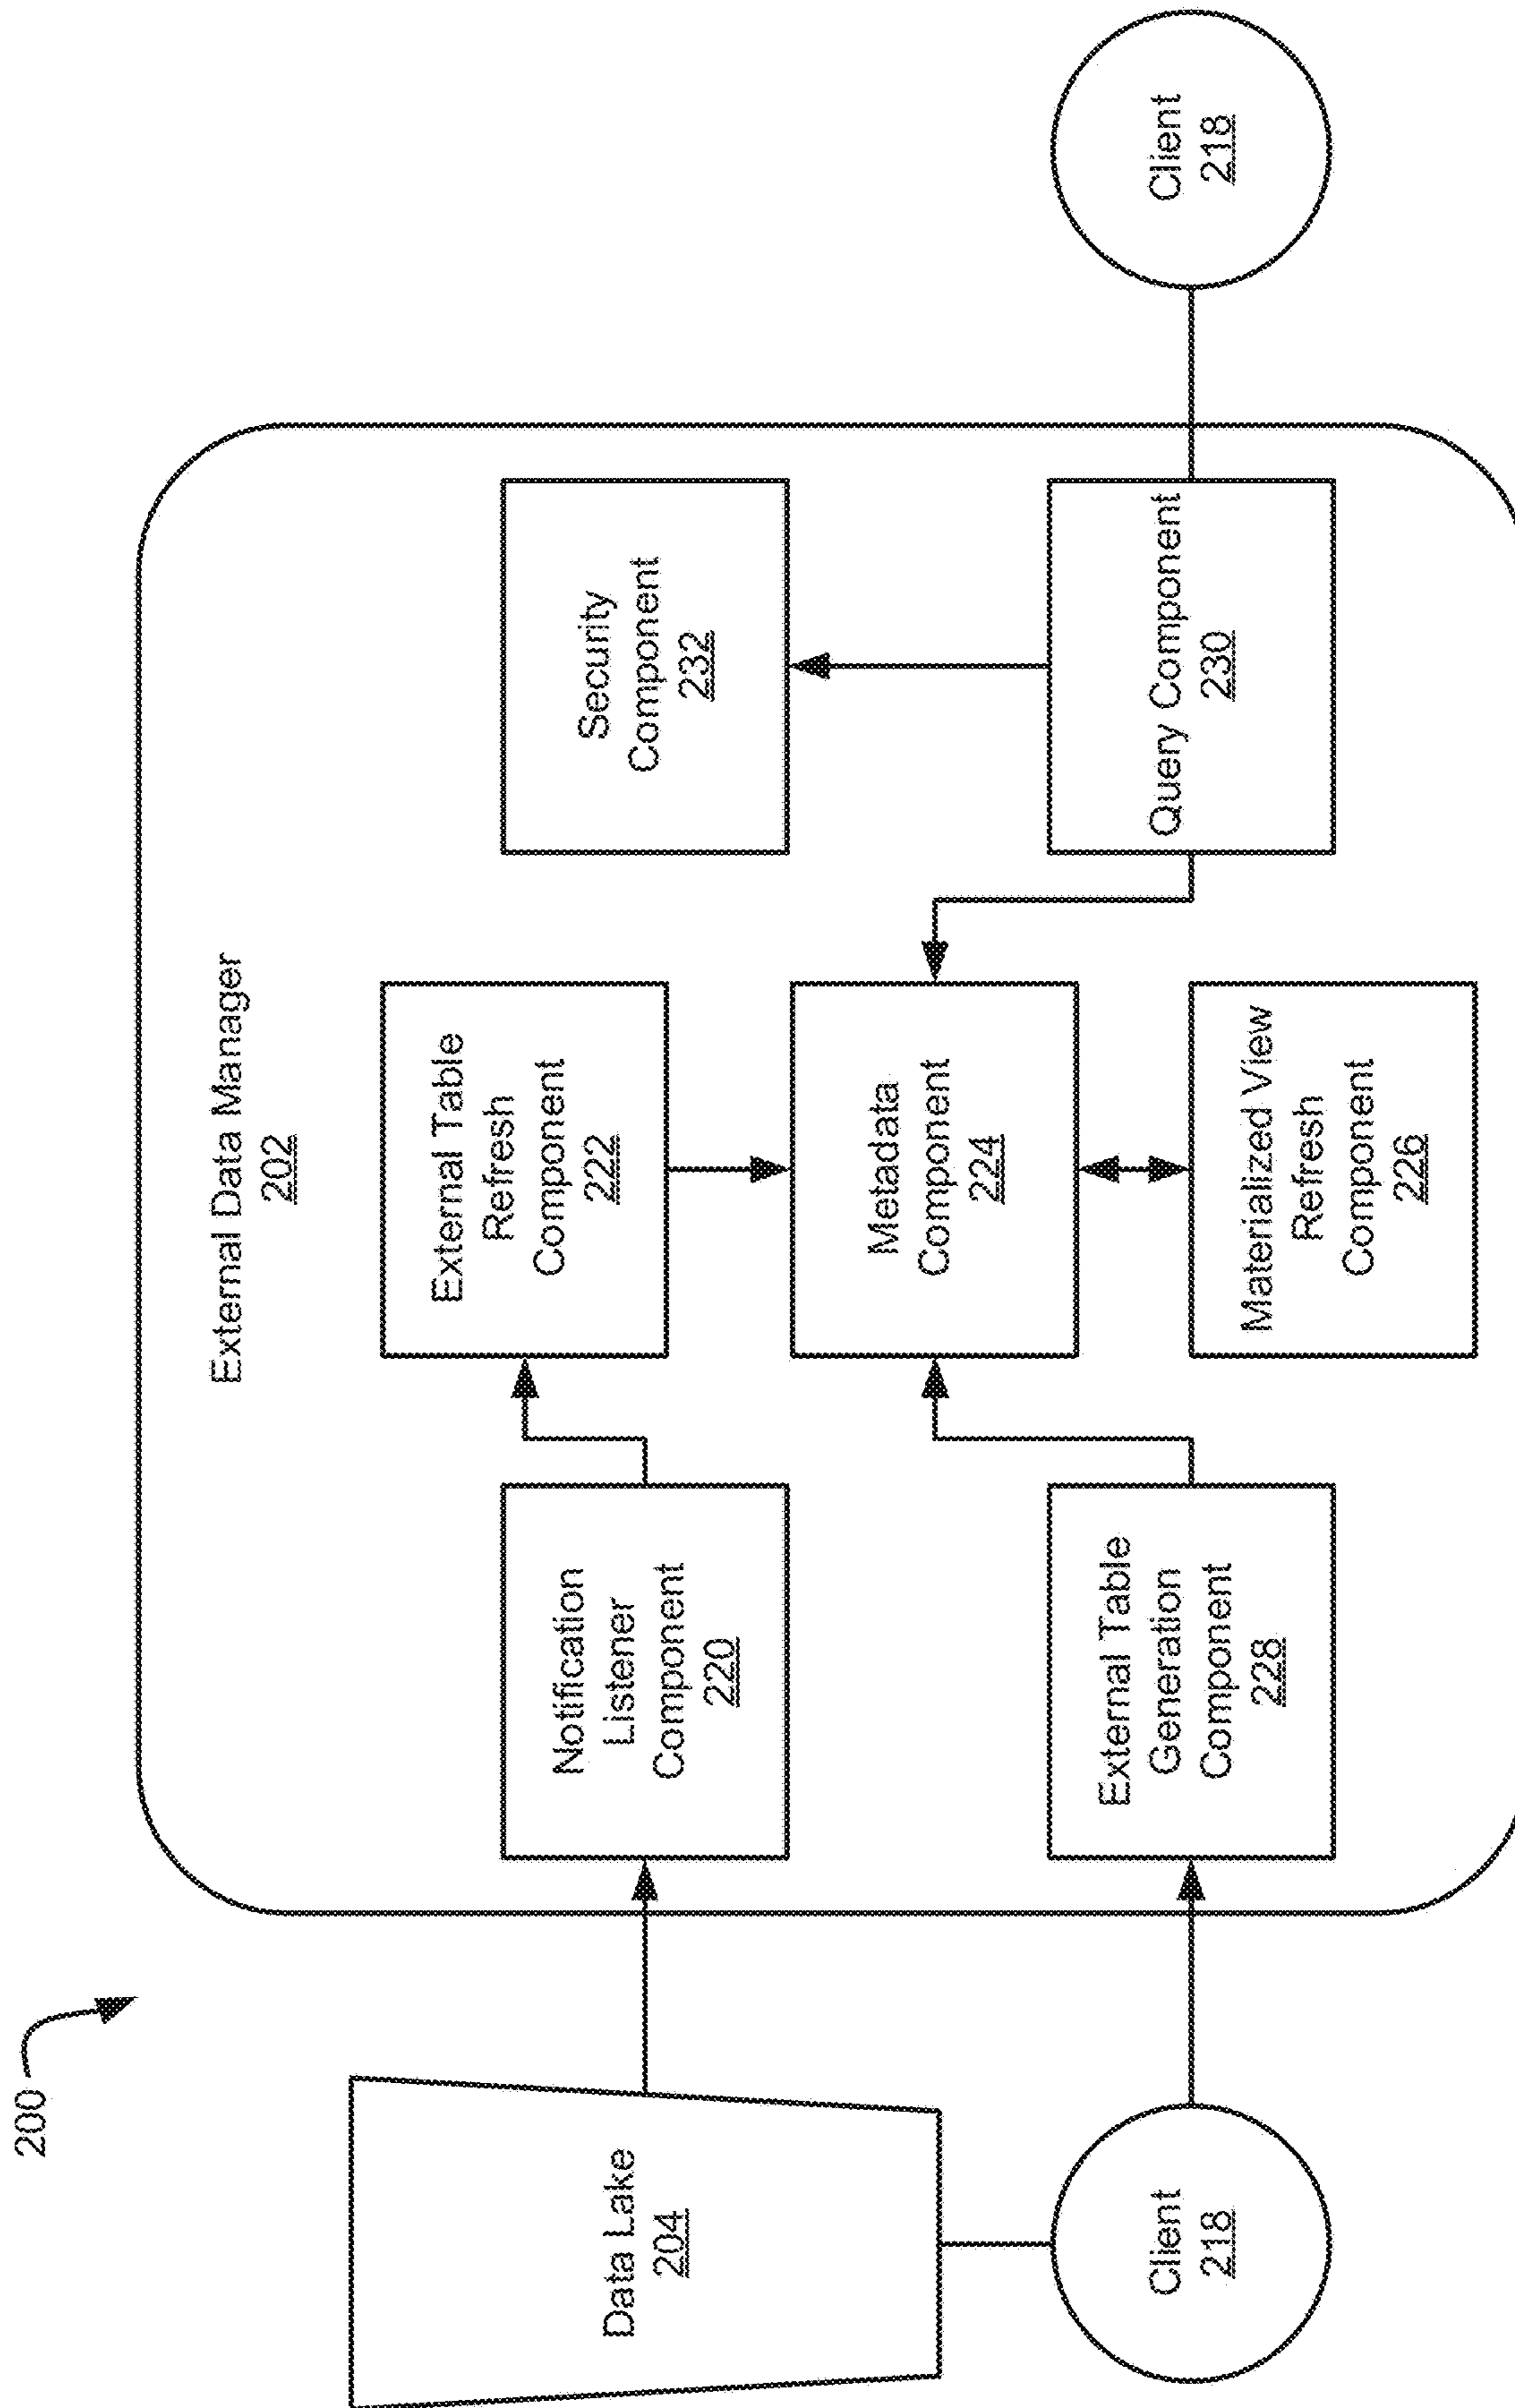 200
External Data Manager
202
Data Lake
204
Client
218
Notification
Listener
Component
220
External Table
Refresh
Component
222
Security
Component
232
Metadata
Component
224
External Table
Generation
Component
228
Materialized View
Refresh
Component
226
Query Component
230
Client
218